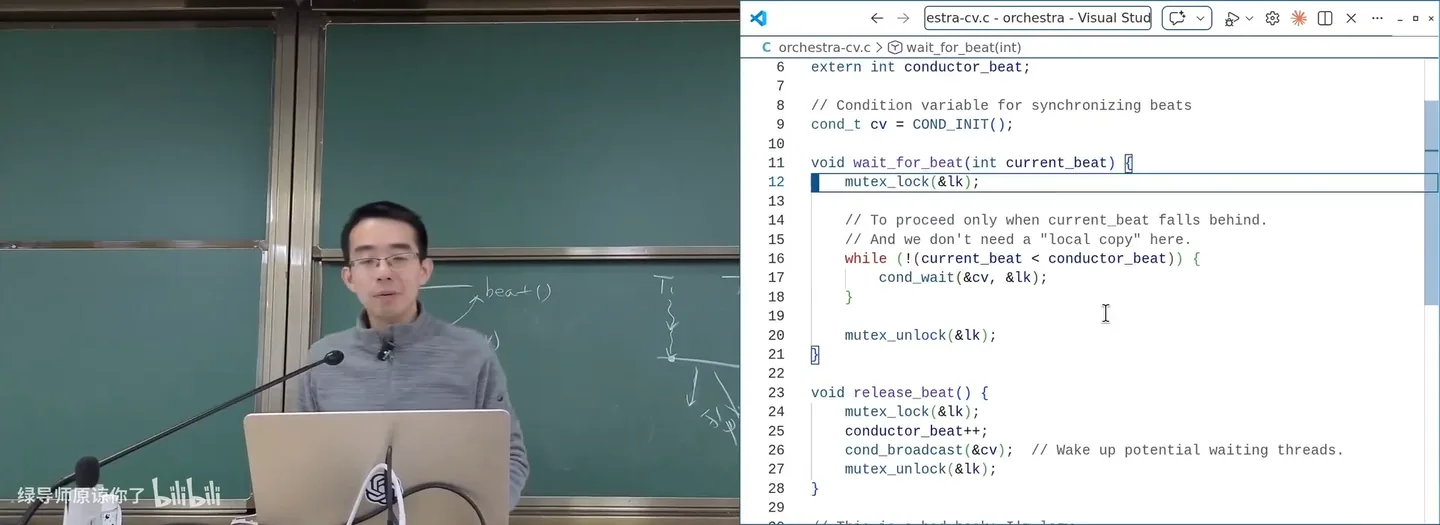 beat()
T₁
绿导师原谅你了 bilibili
estra-cv.c - orchestra - Visual Stud
C orchestra-cv.c > wait_for_beat(int)
6 extern int conductor_beat;
7
8 // Condition variable for synchronizing beats
9 cond_t cv = COND_INIT();
10
11 void wait_for_beat(int current_beat) {
12     mutex_lock(&lk);
13
14     // To proceed only when current_beat falls behind.
15     // And we don't need a "local copy" here.
16     while (!(current_beat < conductor_beat)) {
17         cond_wait(&cv, &lk);
18     }
19
20     mutex_unlock(&lk);
21 }
22
23 void release_beat() {
24     mutex_lock(&lk);
25     conductor_beat++;
26     cond_broadcast(&cv);  // Wake up potential waiting threads.
27     mutex_unlock(&lk);
28 }
29